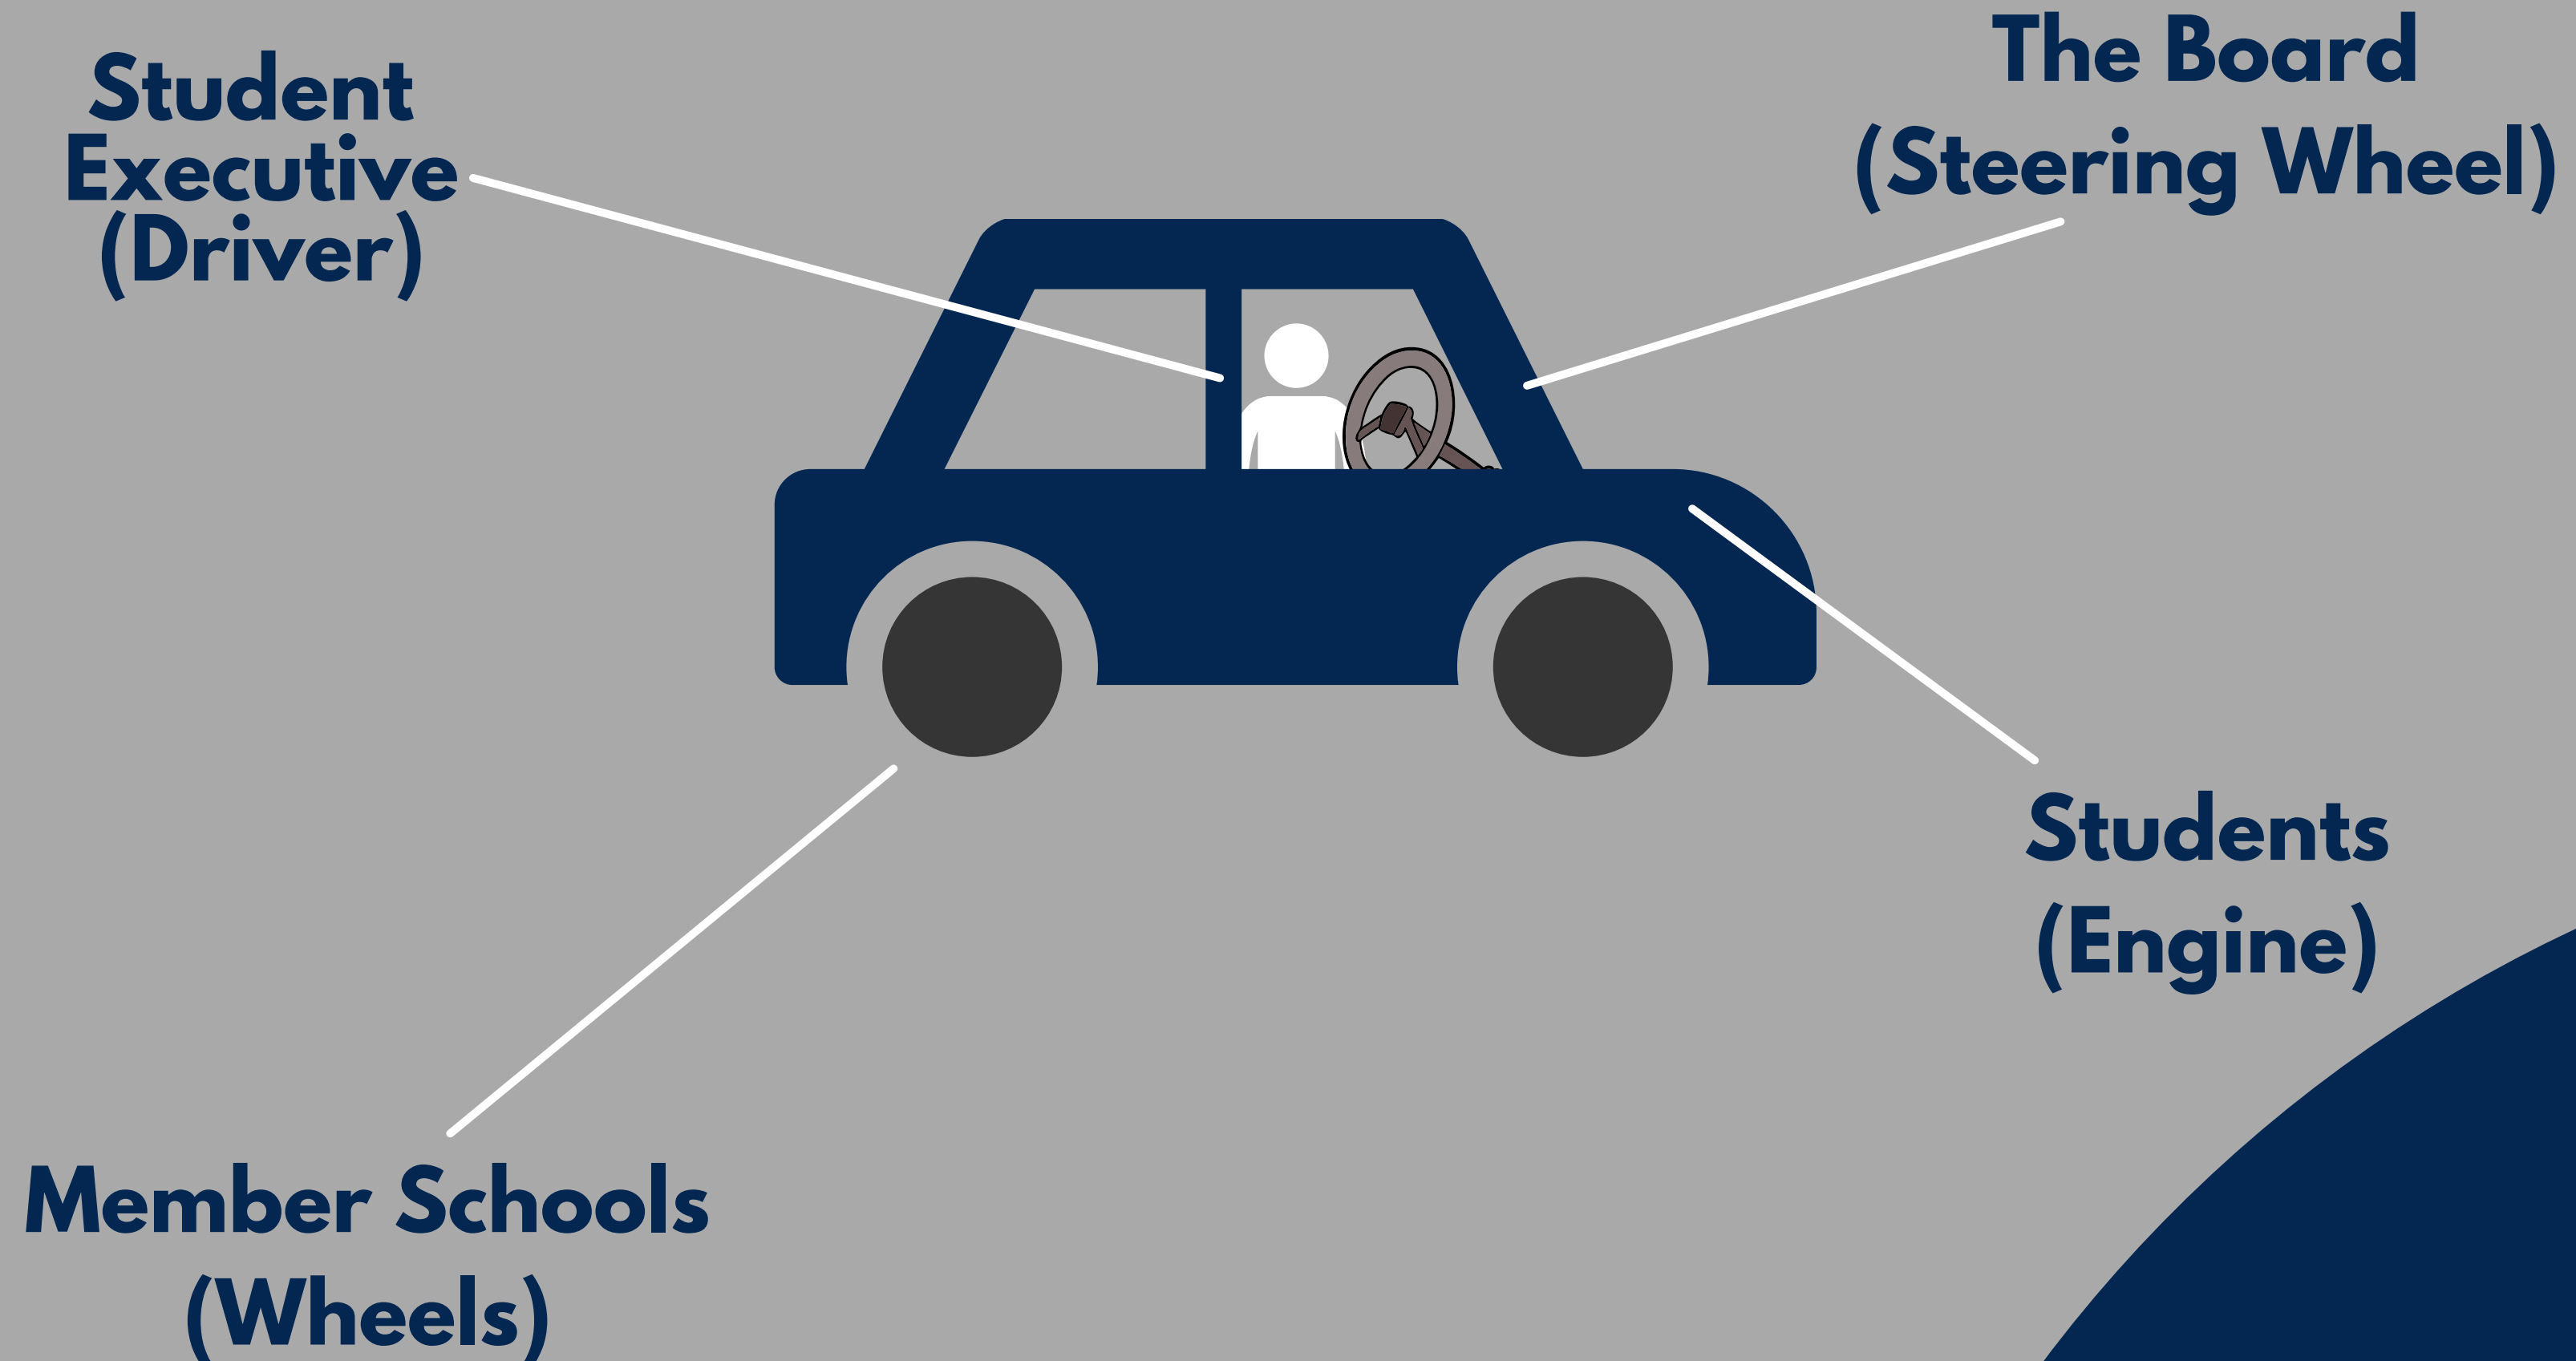 Student
Executive
(Driver)
The Board
(Steering Wheel)
Students
(Engine)
Member Schools
(Wheels)